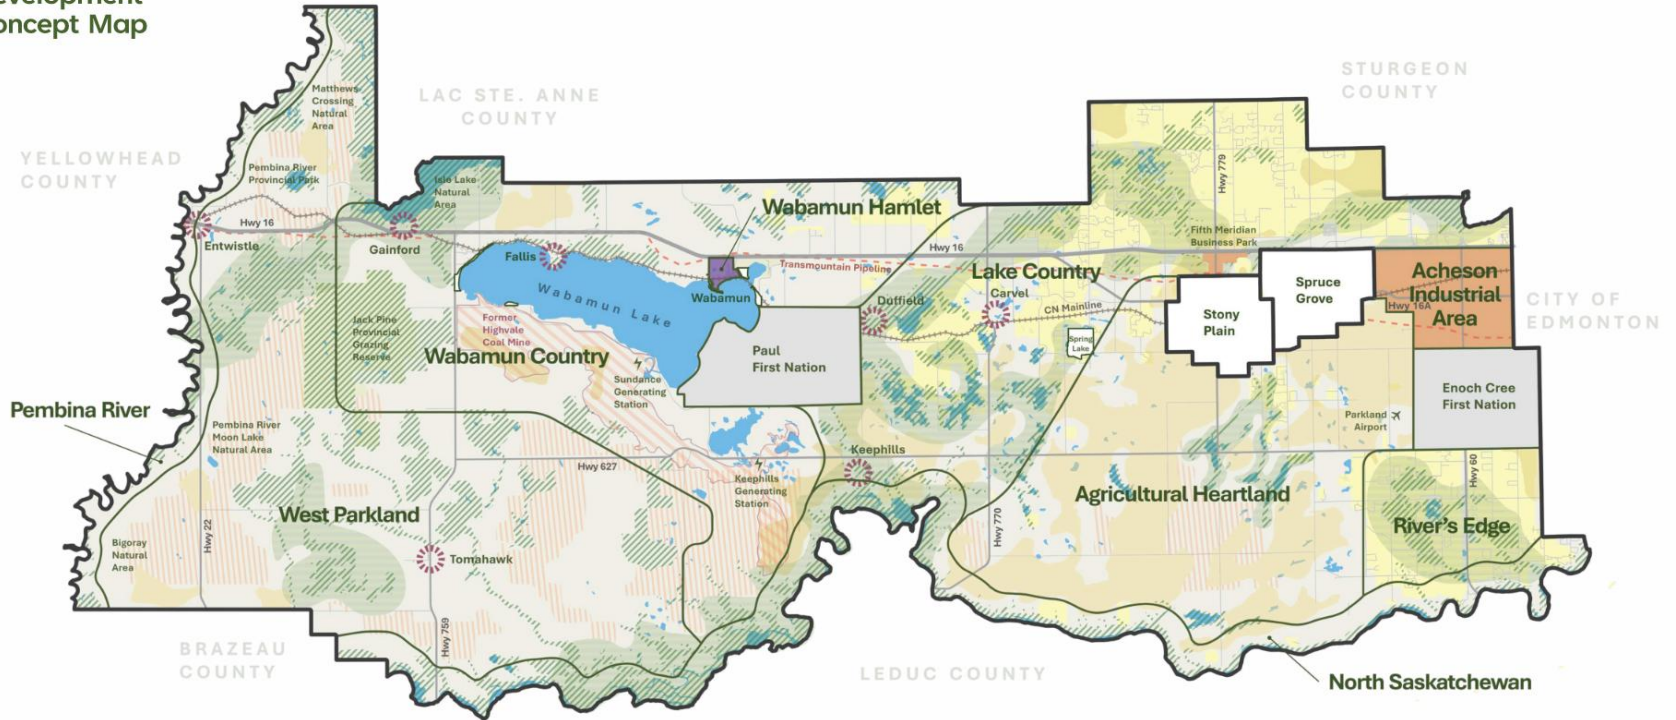 evelopment
oncept Map
STURGEON
COUNTY
LAC STE. ANNE
COUNTY
YELLOWHEAD
COUNTY
Matthews
Crossing
Natural
Area
Pembina River
Provincial Park
Isle Lake
Natural
Area
Hwy 779
Wabamun Hamlet
Hwy 16
Entwistle
Gainford
Fallis
Hwy 16
Fifth Meridian
Business Park
Transmountain Pipeline
Lake Country
Acheson
Industrial
Area
Wabamun Lake
Wabamun
Duffield
Carvel
CN Mainline
Spruce
Grove
Stony
Plain
Hwy 16A
CITY OF
EDMONTON
Former
Highvale
Coal Mine
Jack Pine
Provincial
Grazing
Reserve
Wabamun Country
Paul
First Nation
Spring
Lake
Sundance
Generating
Station
Enoch Cree
First Nation
Pembina River
Parkland
Airport
Pembina River
Moon Lake
Natural Area
Keephills
Hwy 627
Keephills
Generating
Station
Hwy 60
Agricultural Heartland
West Parkland
River's Edge
Hwy 22
Hwy 770
Bigoray
Natural
Area
Tomahawk
Hwy 759
BRAZEAU
COUNTY
LEDUC COUNTY
North Saskatchewan